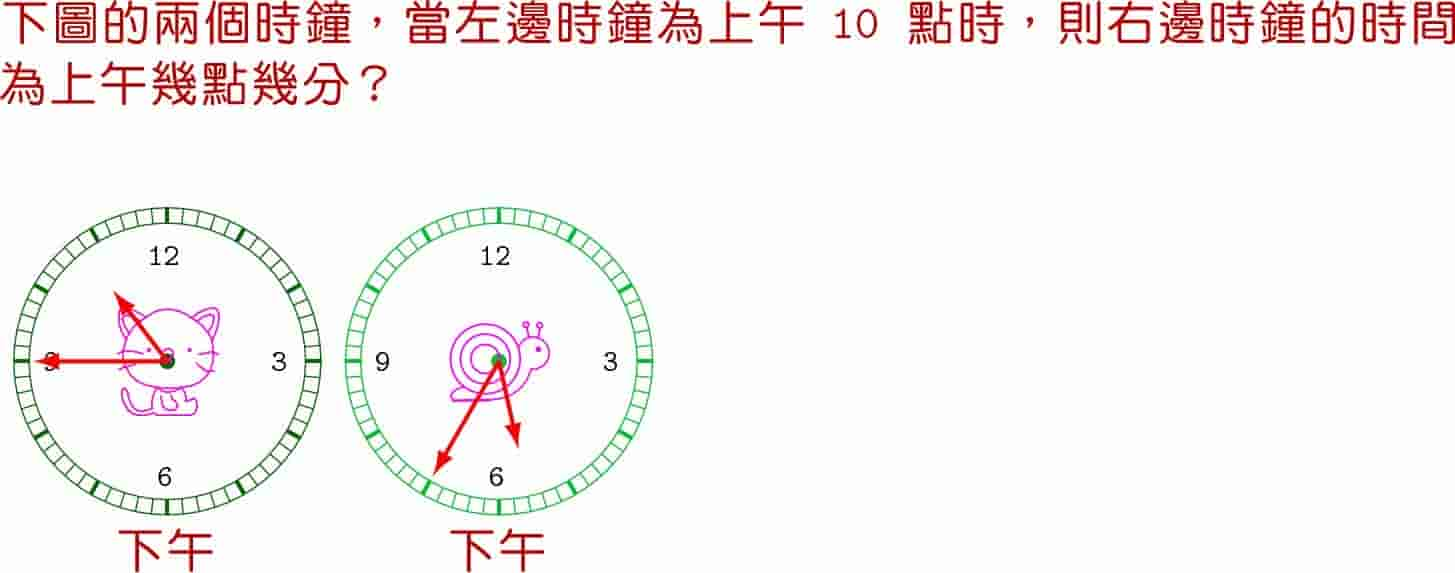 下圖的兩個時鐘，當左邊時鐘為上午 10 點時，則右邊時鐘的時間
為上午幾點幾分？
12 12
9 3 9 3
6 6
下午 下午